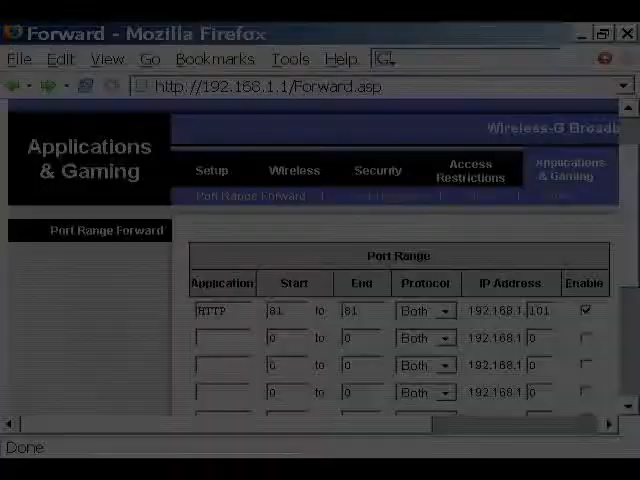 Forward - Mozilla Firefox
File Edit View Go Bookmarks Tools Help G
http://192.168.1.1/Forward.asp
Wireless-G Broadb
Applications & Gaming
Setup Wireless Security Access Restrictions Applications & Gaming
Port Range Forward
Port Range Forward
Port Range
Application Start End Protocol IP Address Enable
HTTP 81 to 81 Both 192.168.1.101
0 to 0 Both 192.168.1.0
0 to 0 Both 192.168.1.0
0 to 0 Both 192.168.1.0
Done